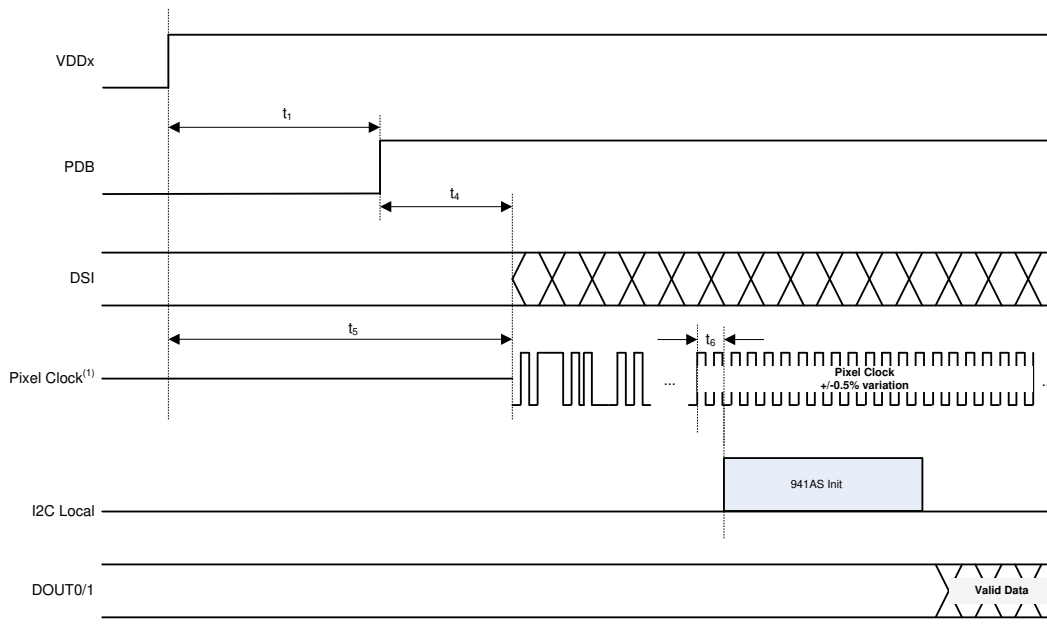 VDDx
t1
PDB
t4
DSI
t5
t6
Pixel Clock(1)
...
Pixel Clock
+/-0.5% variation
...
941AS Init
I2C Local
DOUT0/1
Valid Data